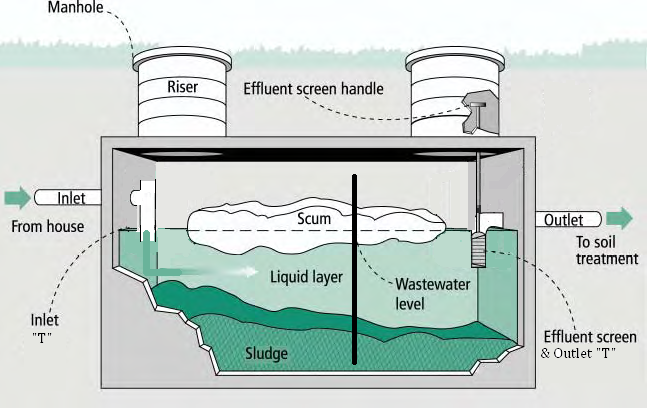 Manhole
Riser
Effluent screen handle
Inlet
Outlet
From house
Scum
To soil
treatment
Liquid layer
Wastewater
level
Inlet
"T"
Effluent screen
& Outlet "T"
Sludge